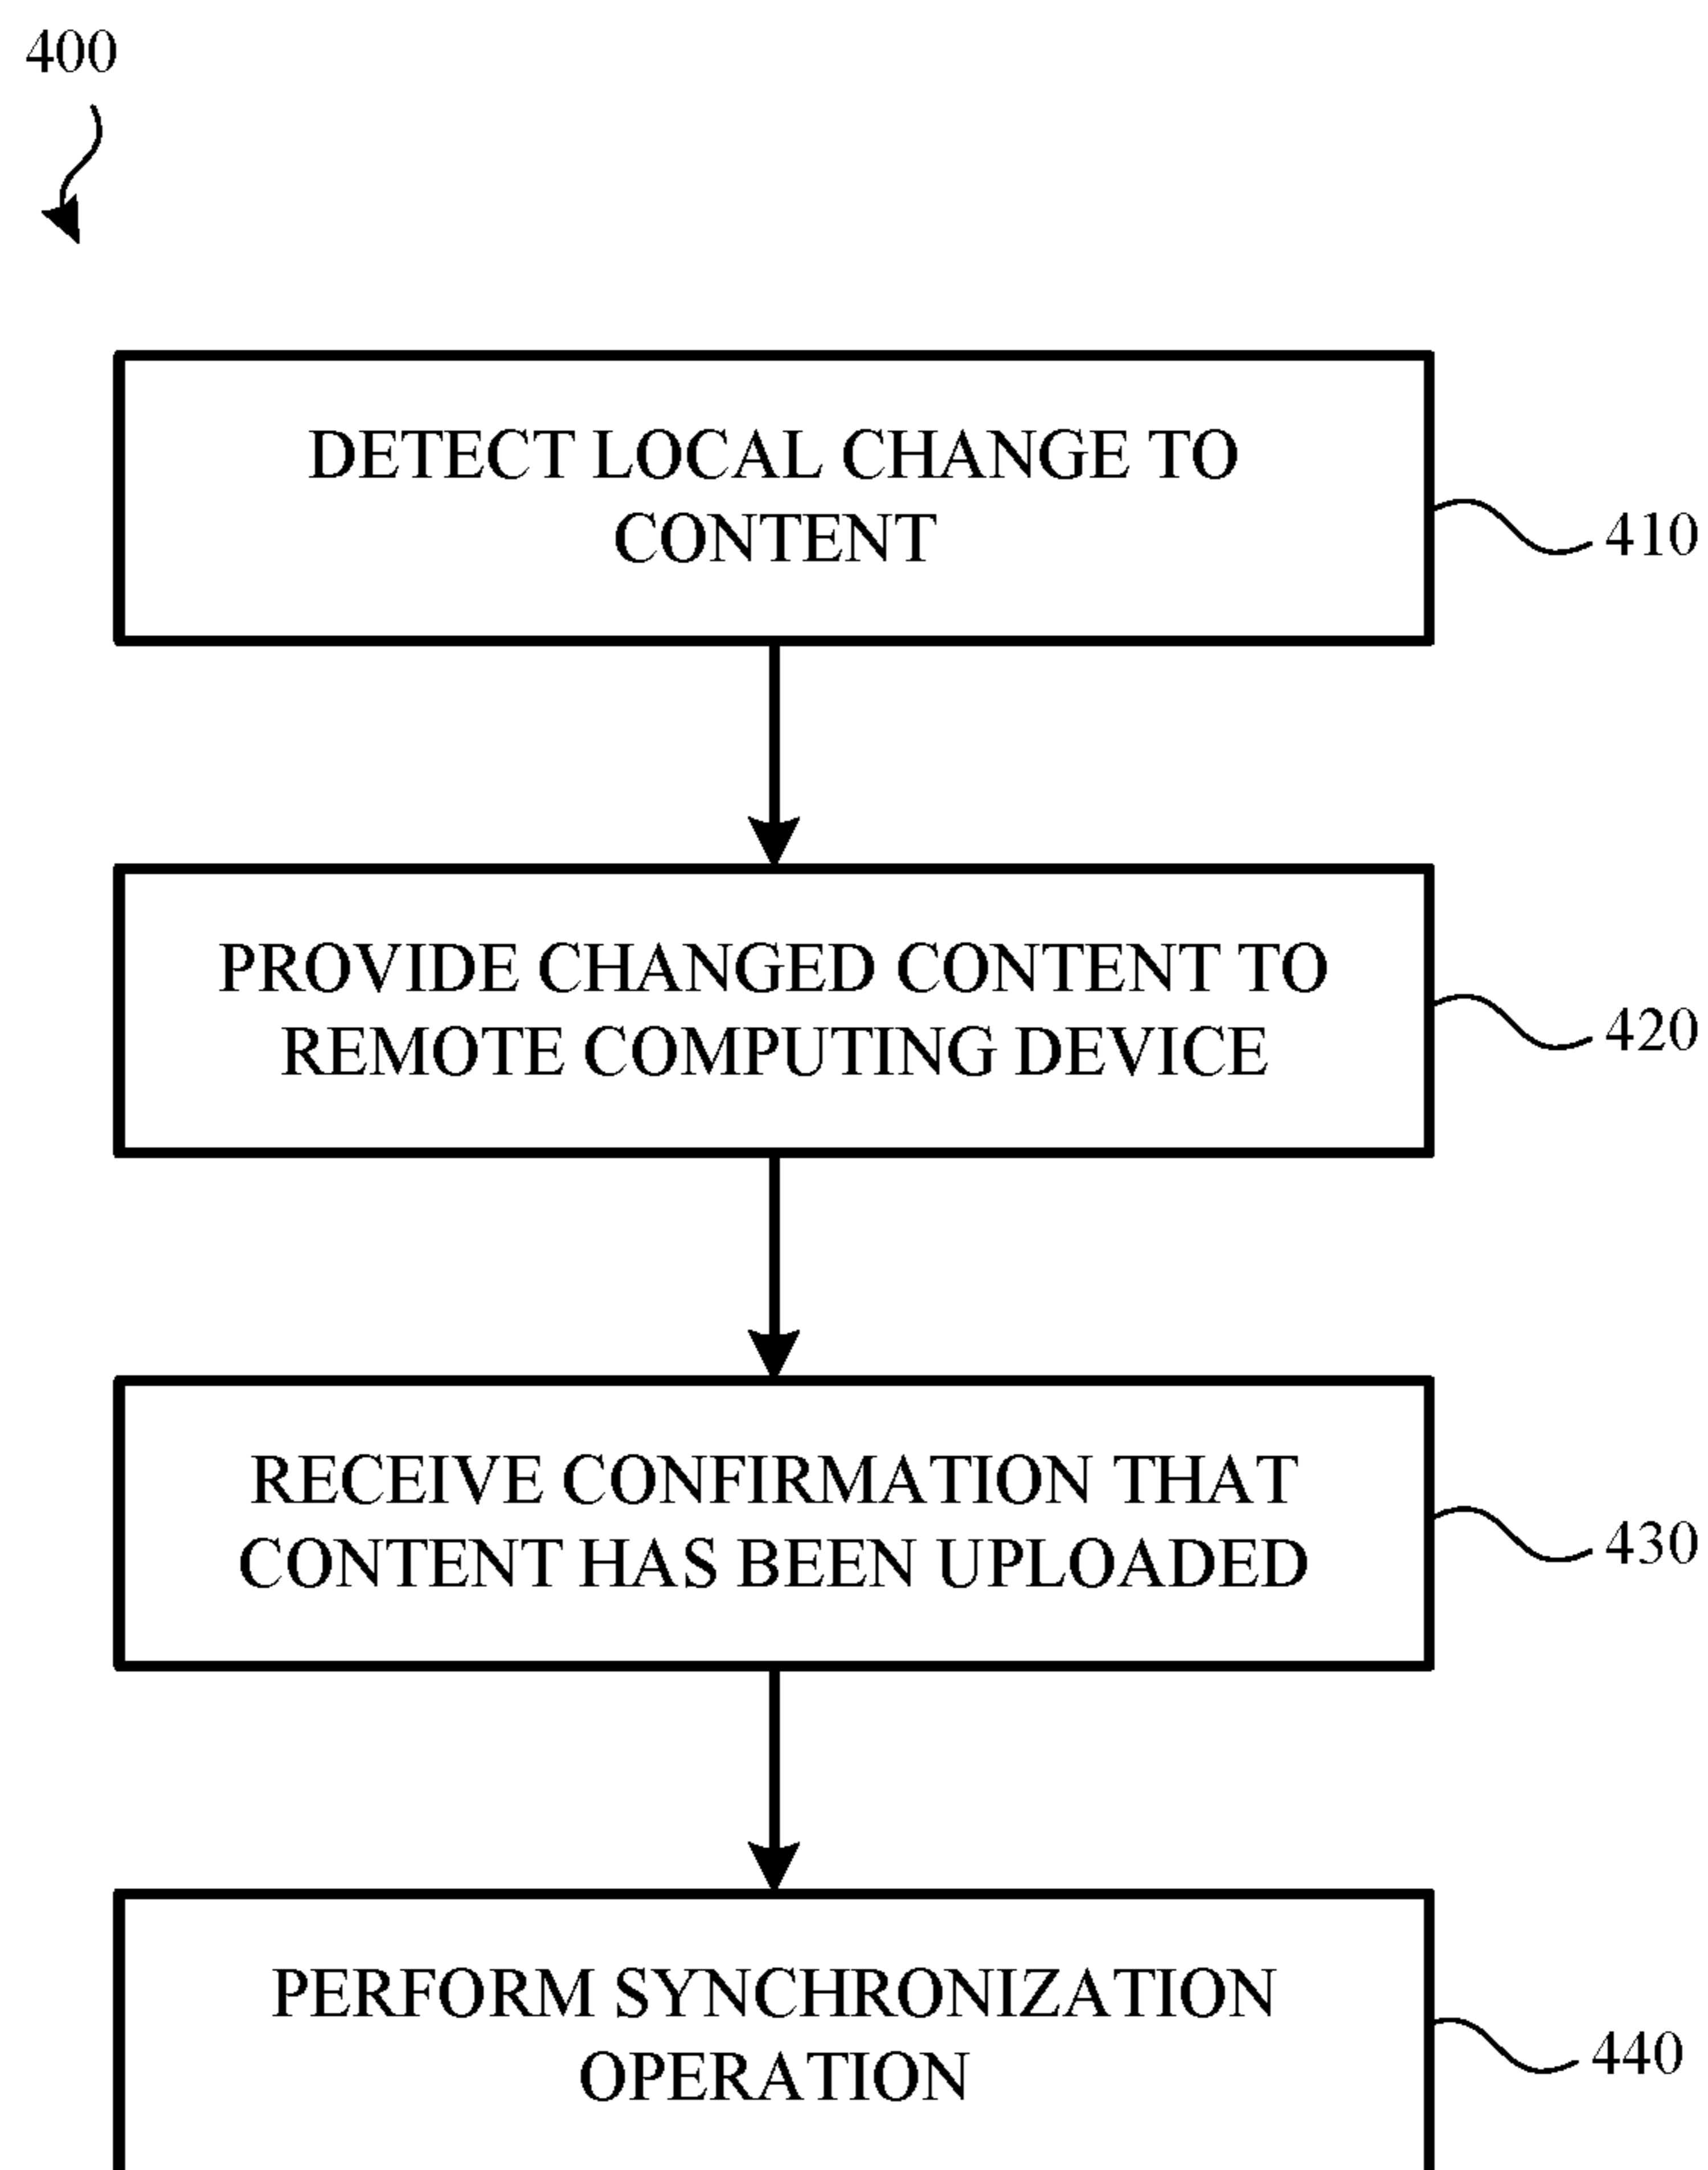 400
DETECT LOCAL CHANGE TO
CONTENT
410
PROVIDE CHANGED CONTENT TO
REMOTE COMPUTING DEVICE
420
RECEIVE CONFIRMATION THAT
CONTENT HAS BEEN UPLOADED
430
PERFORM SYNCHRONIZATION
OPERATION
440